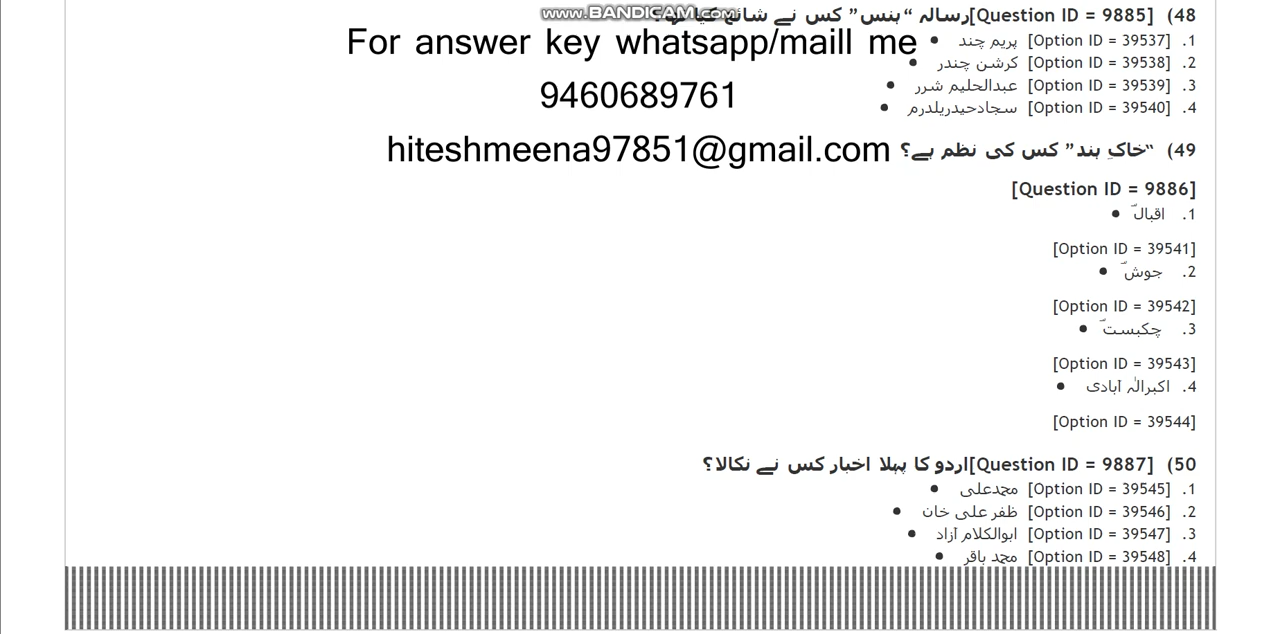 www.BANDICAM.com
48) [Question ID = 9885]رسالہ “ہنس” کس نے شائع کیا تھا؟
For answer key whatsapp/maill me
1. پریم چند [Option ID = 39537]
2. کرشن چندر [Option ID = 39538]
3. عبدالحلیم شرر [Option ID = 39539]
9460689761
4. سجادحیدریلدرم [Option ID = 39540]
hiteshmeena97851@gmail.com
49) “خاکِ ہند” کس کی نظم ہے؟
[Question ID = 9886]
1. اقبالؔ
[Option ID = 39541]
2. جوشؔ
[Option ID = 39542]
3. چکبستؔ
[Option ID = 39543]
4. اکبرالٰہ آبادی
[Option ID = 39544]
50) [Question ID = 9887]اردو کا پہلا اخبار کس نے نکالا؟
1. محمدعلی [Option ID = 39545]
2. ظفر علی خان [Option ID = 39546]
3. ابوالکلام آزاد [Option ID = 39547]
4. محمد باقر [Option ID = 39548]